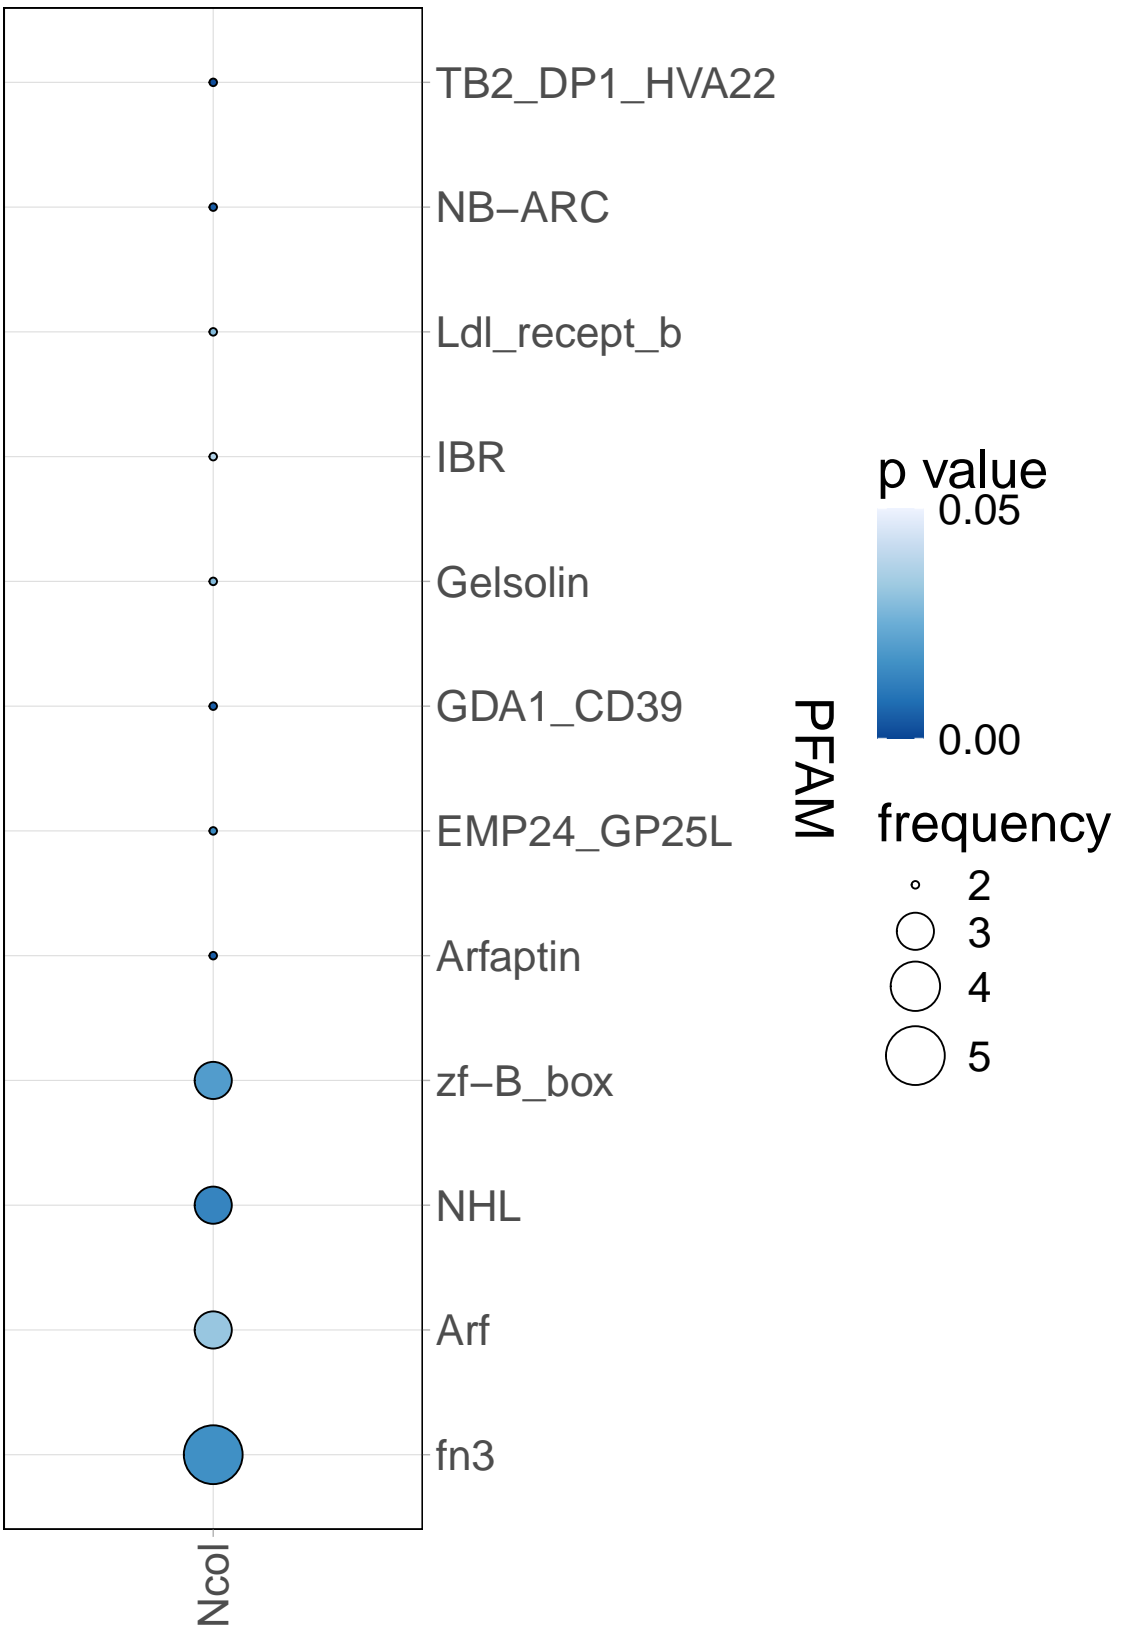 TB2_DP1_HVA22
NB−ARC
Ldl_recept_b
IBR
Gelsolin
GDA1_CD39
EMP24_GP25L
Arfaptin
zf−B_box
NHL
Arf
fn3
Ncol
PFAM
p value
0.05
0.00
frequency
2
3
4
5